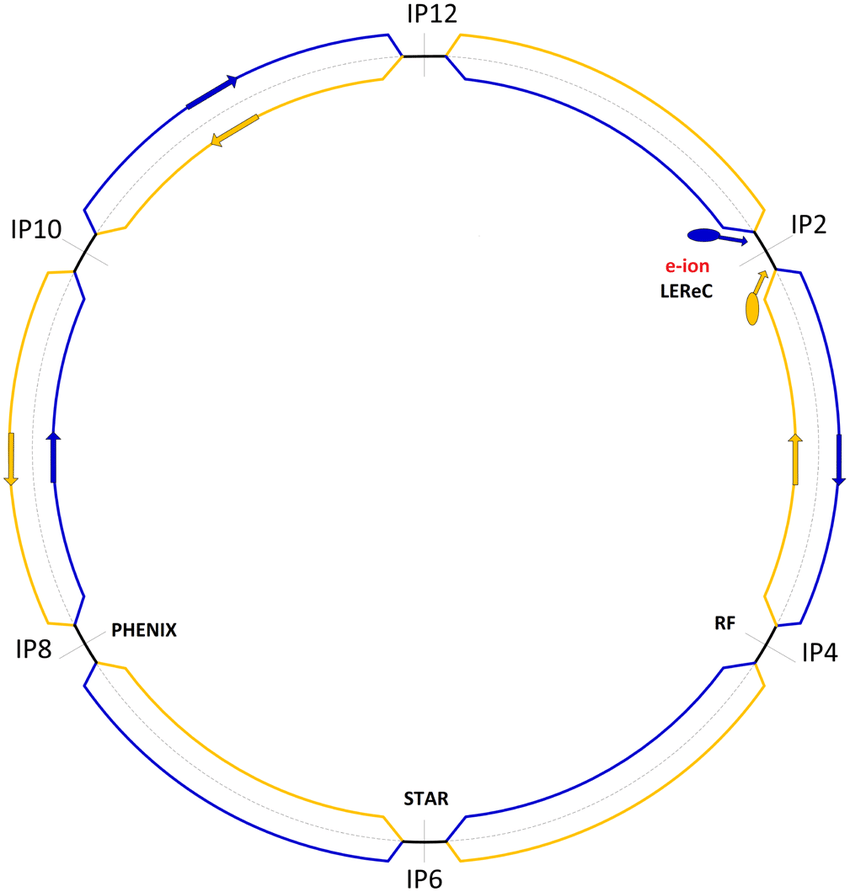 IP12
IP10
IP2
e-ion
LEReC
PHENIX
IP8
RF
IP4
STAR
IP6